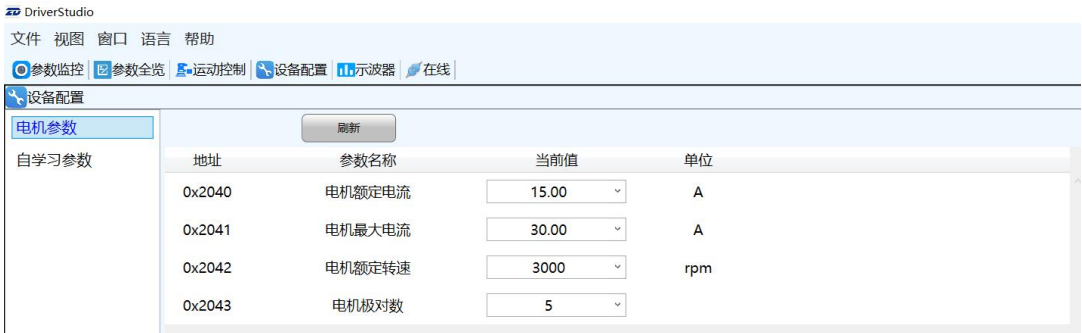 DriverStudio
文件 视图 窗口 语言 帮助
参数监控 参数全览 运动控制 设备配置 示波器 在线
设备配置
电机参数 刷新
自学习参数 地址 参数名称 当前值 单位
0x2040 电机额定电流 15.00 A
0x2041 电机最大电流 30.00 A
0x2042 电机额定转速 3000 rpm
0x2043 电机极对数 5